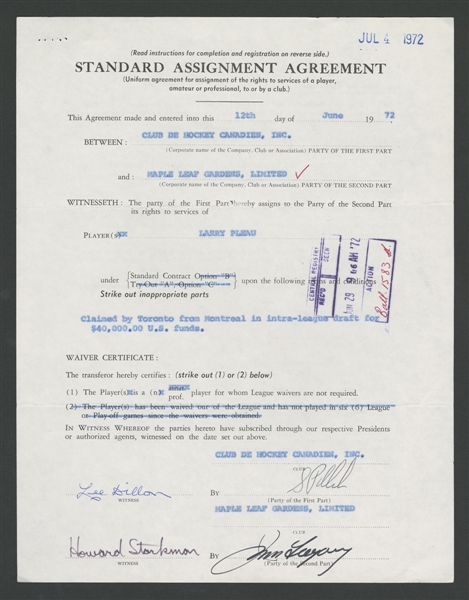 JUL 4 1972
(Read instructions for completion and registration on reverse side.)
STANDARD ASSIGNMENT AGREEMENT
(Uniform agreement for assignment of the rights to services of a player,
amateur or professional, to or by a club.)
This Agreement made and entered into this 12th day of June 1972
CLUB DE HOCKEY CANADIEN, INC.
BETWEEN :
(Corporate name of the Company, Club or Association) PARTY OF THE FIRST PART
and : MAPLE LEAF GARDENS, LIMITED ✓
(Corporate name of the Company, Club or Association) PARTY OF THE SECOND PART
WITNESSETH : The party of the First Part hereby assigns to the Party of the Second Part
its rights to services of
PLAYER(S) LARRY PLEAU
Standard Contract Option "B"
under Try-Out "A", Option "C" upon the following terms and conditions
Strike out inappropriate parts
CENTRAL REGISTRY
REC'D SEEN
JUN 29 9 AM '72
ACTION
Bull 1583
Claimed by Toronto from Montreal in intra-league draft for
$40,000.00 U.S. funds.
WAIVER CERTIFICATE :
The transferor hereby certifies : (strike out (1) or (2) below)
(1) The Player(s) is a (n) prof. player for whom League waivers are not required.
(2) The Player(s) has been waived out of the League and has not played in six (6) League
or Play-off games since the waivers were obtained.
IN WITNESS WHEREOF the parties hereto have subscribed through our respective Presidents
or authorized agents, witnessed on the date set out above.
CLUB DE HOCKEY CANADIEN, INC.
CLUB
Lee Dillon By
WITNESS (Party of the First Part)
MAPLE LEAF GARDENS, LIMITED
CLUB
Howard Starkman By
WITNESS (Party of the Second Part)